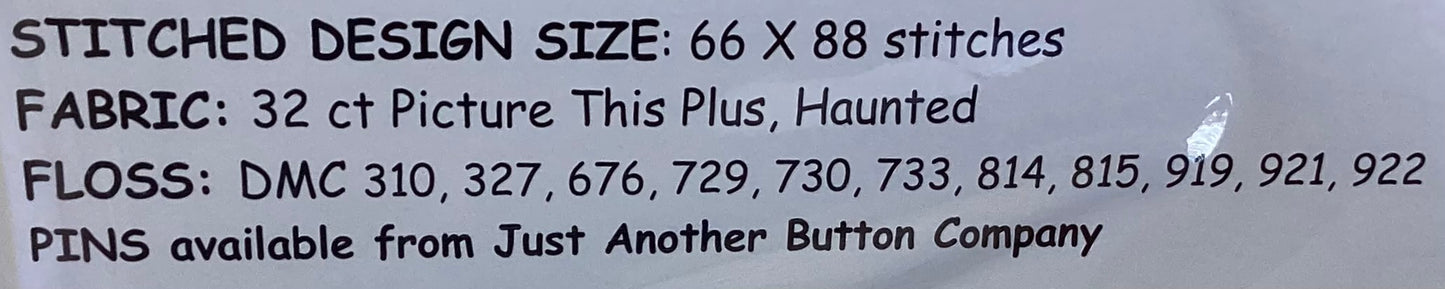 STITCHED DESIGN SIZE: 66 X 88 stitches
FABRIC: 32 ct Picture This Plus, Haunted
FLOSS: DMC 310, 327, 676, 729, 730, 733, 814, 815, 919, 921, 922
PINS available from Just Another Button Company